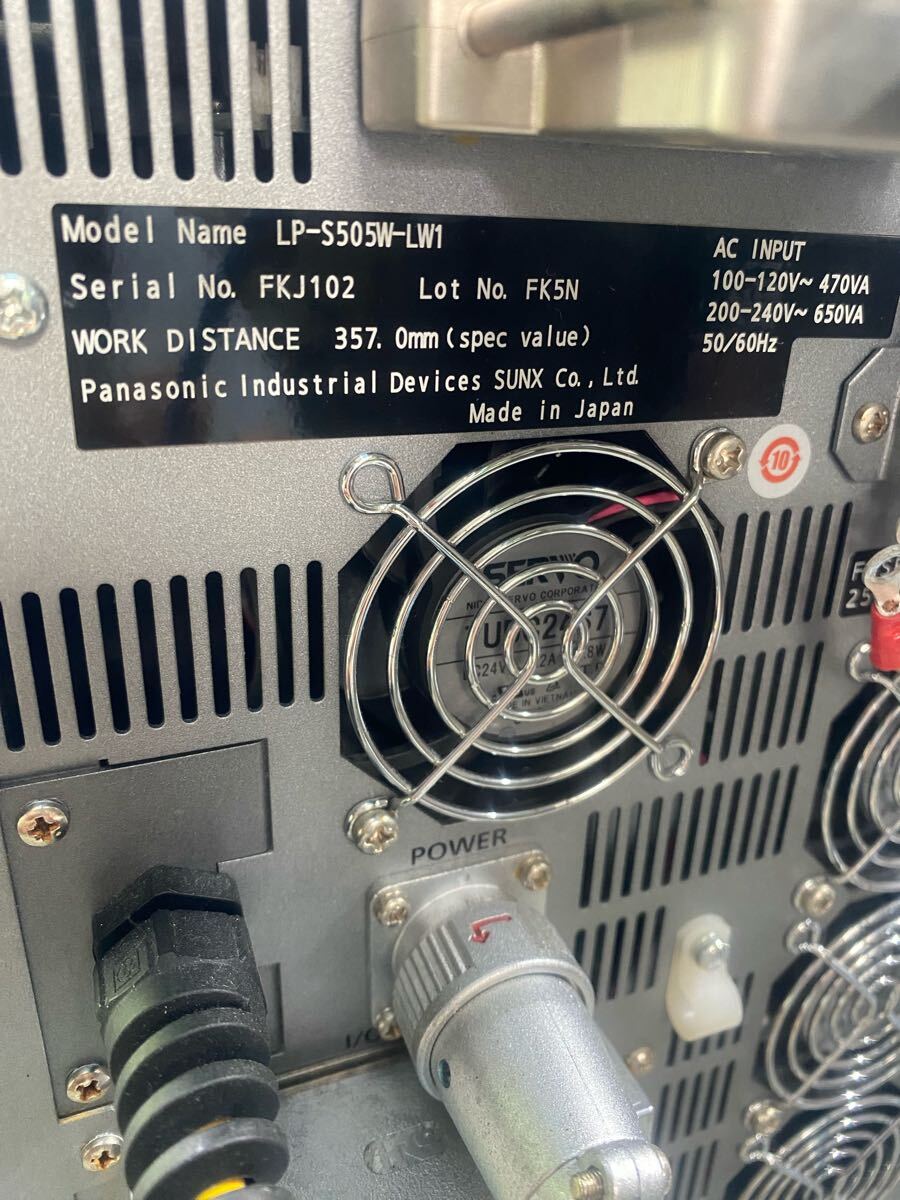 Model Name LP-S505W-LW1
Serial No. FKJ102 Lot No. FK5N
WORK DISTANCE 357.0mm(spec value)
Panasonic Industrial Devices SUNX Co.,Ltd.
Made in Japan
AC INPUT
100-120V~ 470VA
200-240V~ 650VA
50/60Hz
10
SERVO
POWER